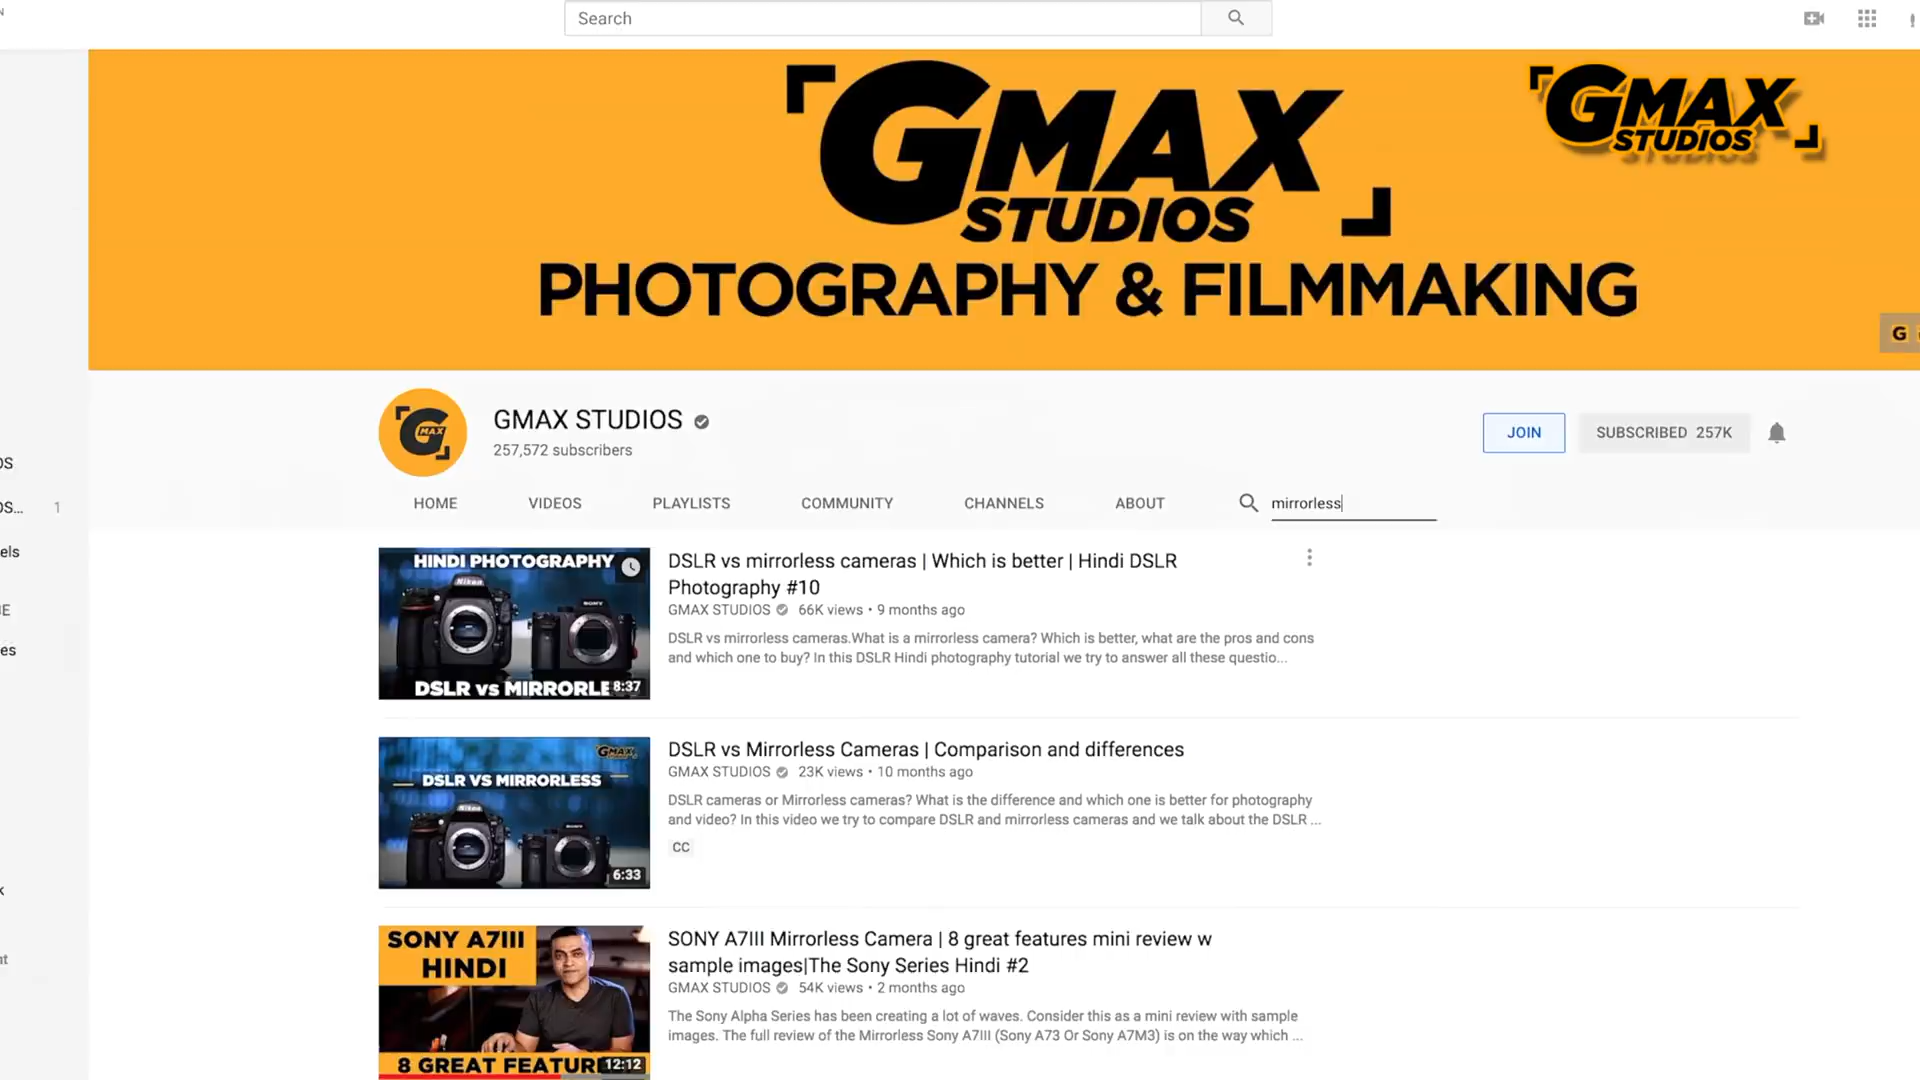 Search
GMAX
STUDIOS
PHOTOGRAPHY & FILMMAKING
GMAX
STUDIOS
G
GMAX
GMAX STUDIOS
257,572 subscribers
JOIN
SUBSCRIBED 257K
HOME VIDEOS PLAYLISTS COMMUNITY CHANNELS ABOUT mirrorless
1
HINDI PHOTOGRAPHY
Nikon
SONY
DSLR vs MIRRORLE
8:37
DSLR vs mirrorless cameras | Which is better | Hindi DSLR
Photography #10
GMAX STUDIOS 66K views • 9 months ago
DSLR vs mirrorless cameras.What is a mirrorless camera? Which is better, what are the pros and cons
and which one to buy? In this DSLR Hindi photography tutorial we try to answer all these questio...
GMAX
DSLR VS MIRRORLESS
Nikon
SONY
6:33
DSLR vs Mirrorless Cameras | Comparison and differences
GMAX STUDIOS 23K views • 10 months ago
DSLR cameras or Mirrorless cameras? What is the difference and which one is better for photography
and video? In this video we try to compare DSLR and mirrorless cameras and we talk about the DSLR ...
CC
SONY A7III
HINDI
8 GREAT FEATUR
12:12
SONY A7III Mirrorless Camera | 8 great features mini review w
sample images|The Sony Series Hindi #2
GMAX STUDIOS 54K views • 2 months ago
The Sony Alpha Series has been creating a lot of waves. Consider this as a mini review with sample
images. The full review of the Mirrorless Sony A7III (Sony A73 Or Sony A7M3) is on the way which ...